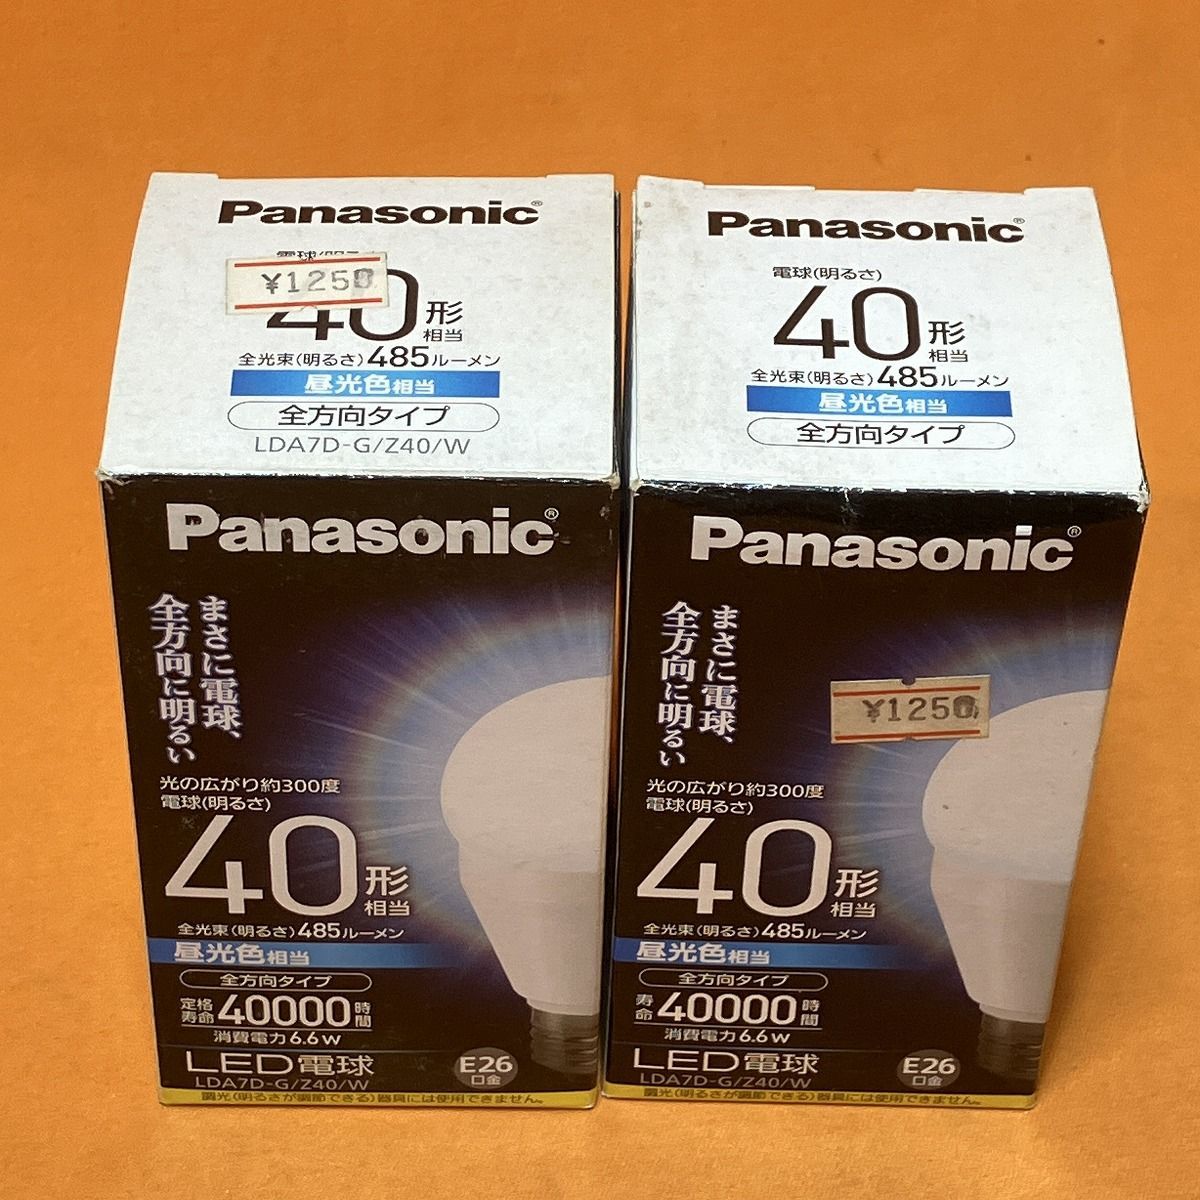 Panasonic®
電球(明るさ
¥1250
40形
相当
全光束(明るさ)485ルーメン
昼光色相当
全方向タイプ
LDA7D-G/Z40/W
Panasonic®
まさに電球、
全方向に明るい
光の広がり約300度
電球(明るさ)
40形
相当
全光束(明るさ)485ルーメン
昼光色相当
全方向タイプ
定格
寿命
40000時間
消費電力6.6W
LED電球
E26
口金
LDA7D-G/Z40/W
調光(明るさが調節できる)器具には使用できません。
Panasonic®
電球(明るさ)
40形
相当
全光束(明るさ)485ルーメン
昼光色相当
全方向タイプ
Panasonic®
まさに電球、
全方向に明るい
¥1250
光の広がり約300度
電球(明るさ)
40形
相当
全光束(明るさ)485ルーメン
昼光色相当
全方向タイプ
寿命
40000時間
消費電力6.6W
LED電球
E26
口金
LDA7D-G/Z40/W
調光(明るさが調節できる)器具には使用できません。